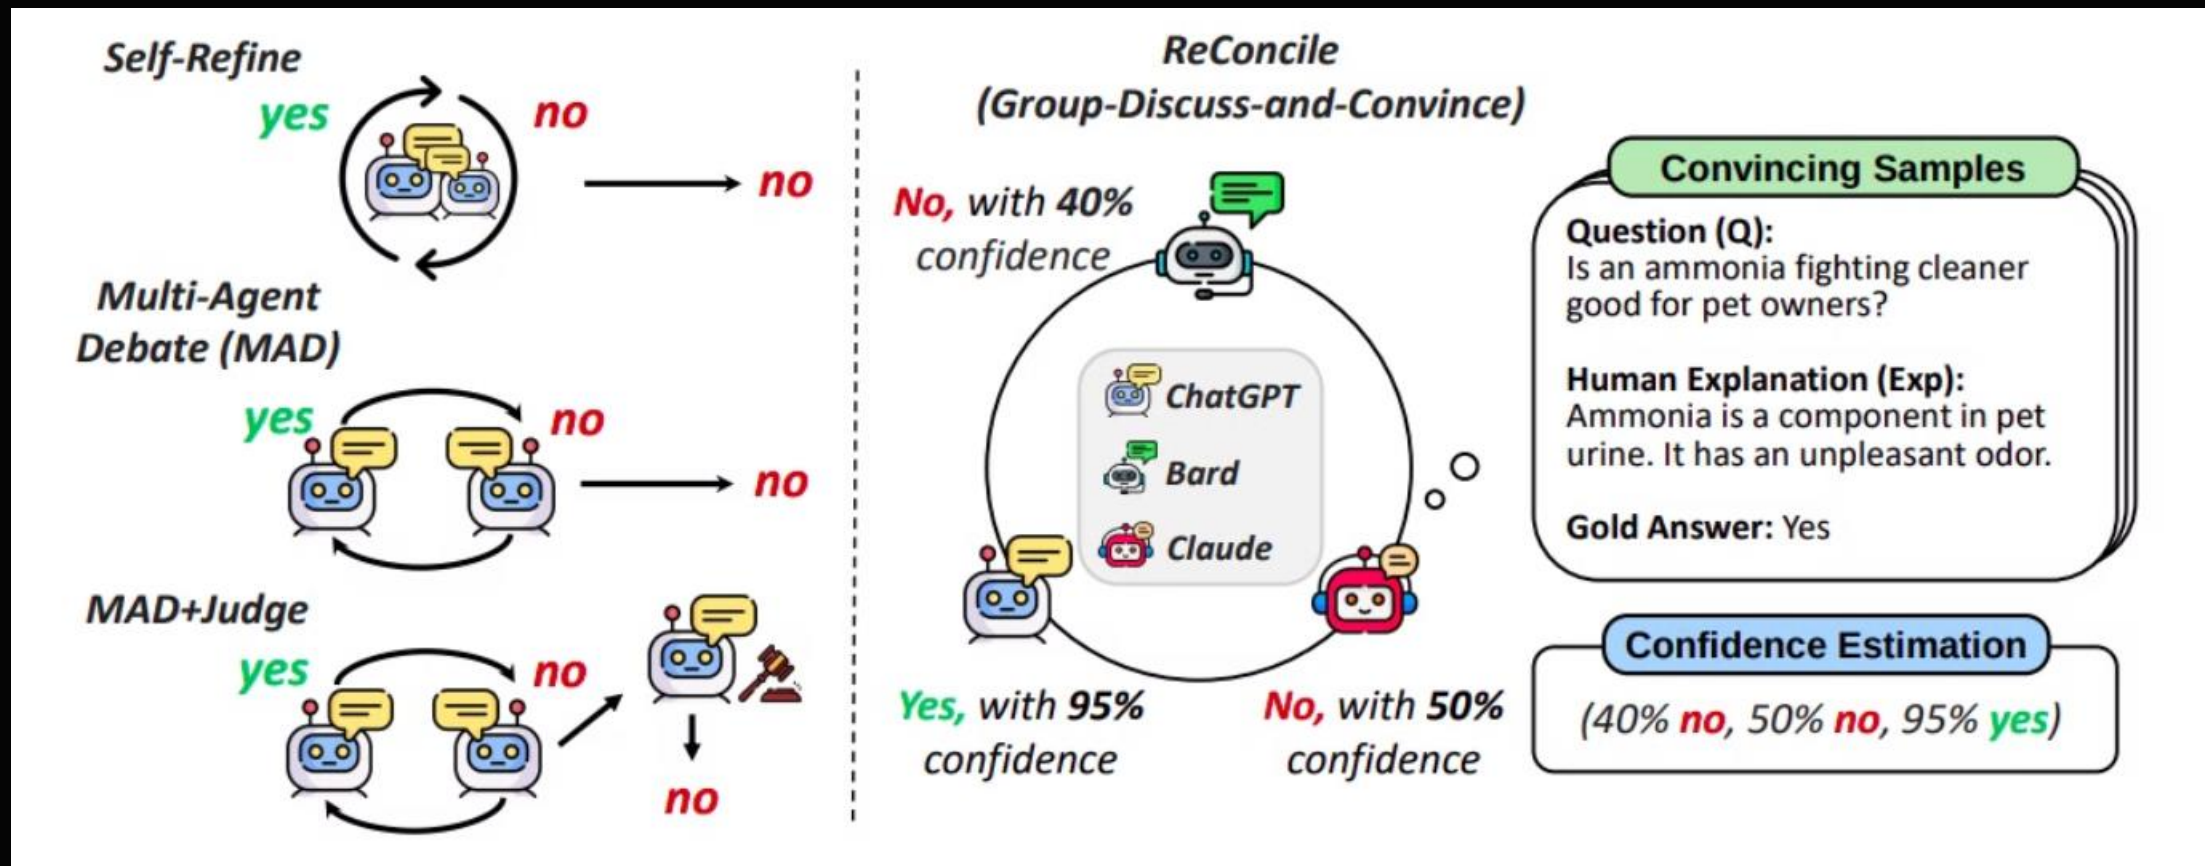 Self-Refine
yes
no
no
Multi-Agent
Debate (MAD)
yes
no
no
MAD+Judge
yes
no
no
ReConcile
(Group-Discuss-and-Convince)
No, with 40%
confidence
ChatGPT
Bard
Claude
Yes, with 95%
confidence
No, with 50%
confidence
Convincing Samples
Question (Q):
Is an ammonia fighting cleaner
good for pet owners?
Human Explanation (Exp):
Ammonia is a component in pet
urine. It has an unpleasant odor.
Gold Answer: Yes
Confidence Estimation
(40% no, 50% no, 95% yes)